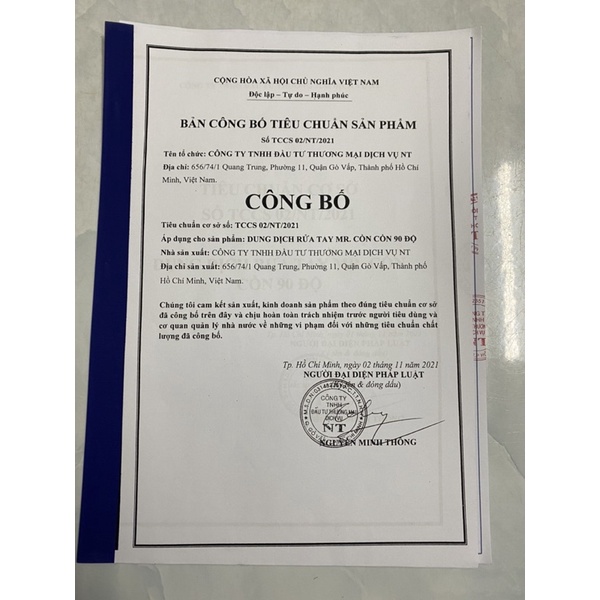 CỘNG HÒA XÃ HỘI CHỦ NGHĨA VIỆT NAM
Độc lập – Tự do – Hạnh phúc
BẢN CÔNG BỐ TIÊU CHUẨN SẢN PHẨM
Số TCCS 02/NT/2021
Tên tổ chức: CÔNG TY TNHH ĐẦU TƯ THƯƠNG MẠI DỊCH VỤ NT
Địa chỉ: 656/74/1 Quang Trung, Phường 11, Quận Gò Vấp, Thành phố Hồ Chí
Minh, Việt Nam.
CÔNG BỐ
Tiêu chuẩn cơ sở số: TCCS 02/NT/2021
Áp dụng cho sản phẩm: DUNG DỊCH RỬA TAY MR. CỒN CỒN 90 ĐỘ
Nhà sản xuất: CÔNG TY TNHH ĐẦU TƯ THƯƠNG MẠI DỊCH VỤ NT
Địa chỉ sản xuất: 656/74/1 Quang Trung, Phường 11, Quận Gò Vấp, Thành phố
Hồ Chí Minh, Việt Nam.
Chúng tôi cam kết sản xuất, kinh doanh sản phẩm theo đúng tiêu chuẩn cơ sở
đã công bố trên đây và chịu hoàn toàn trách nhiệm trước người tiêu dùng và
cơ quan quản lý nhà nước về những vi phạm đối với những tiêu chuẩn chất
lượng đã công bố.
Tp. Hồ Chí Minh, ngày 02 tháng 11 năm 2021
NGƯỜI ĐẠI DIỆN PHÁP LUẬT
(Ký tên & đóng dấu)
CÔNG TY
TNHH
ĐẦU TƯ THƯƠNG MẠI
DỊCH VỤ
NT
NGUYỄN MINH THÔNG